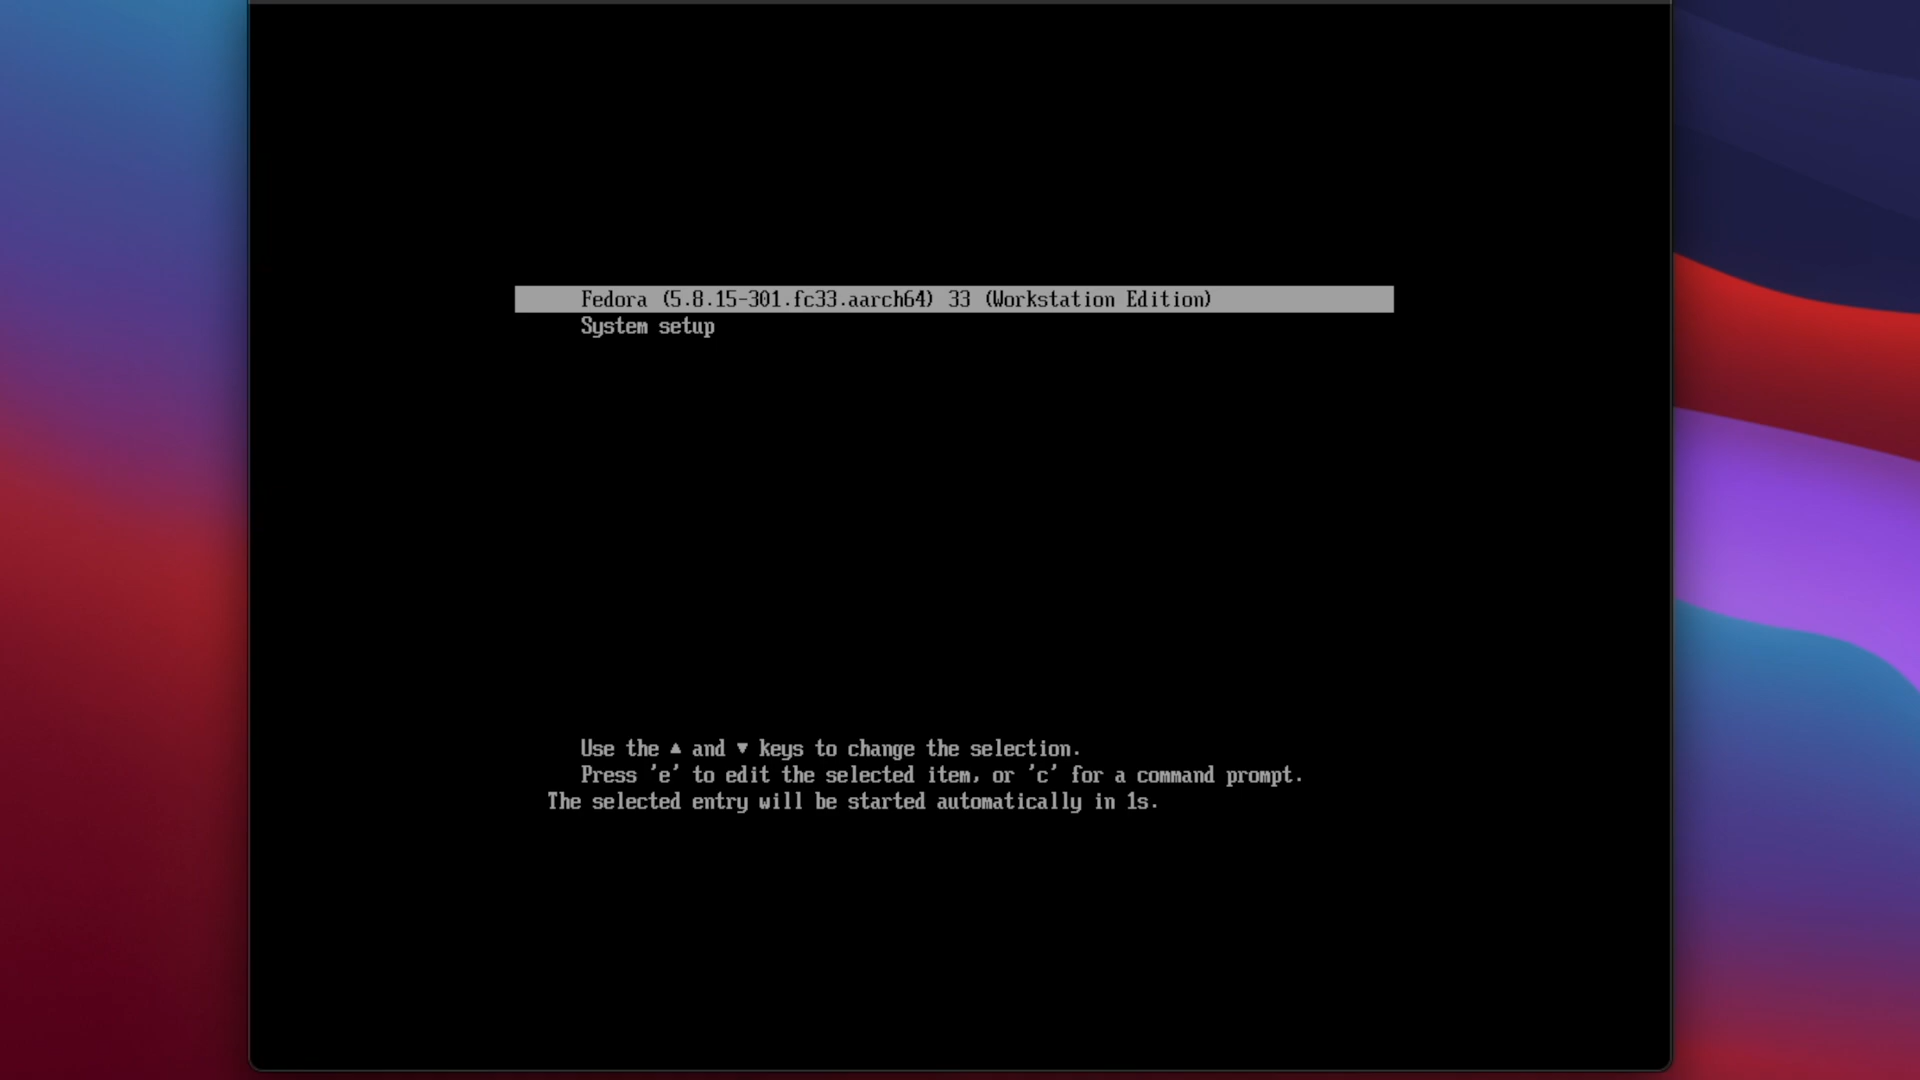 Fedora (5.8.15-301.fc33.aarch64) 33 (Workstation Edition)
System setup
Use the ▲ and ▼ keys to change the selection.
Press 'e' to edit the selected item, or 'c' for a command prompt.
The selected entry will be started automatically in 1s.